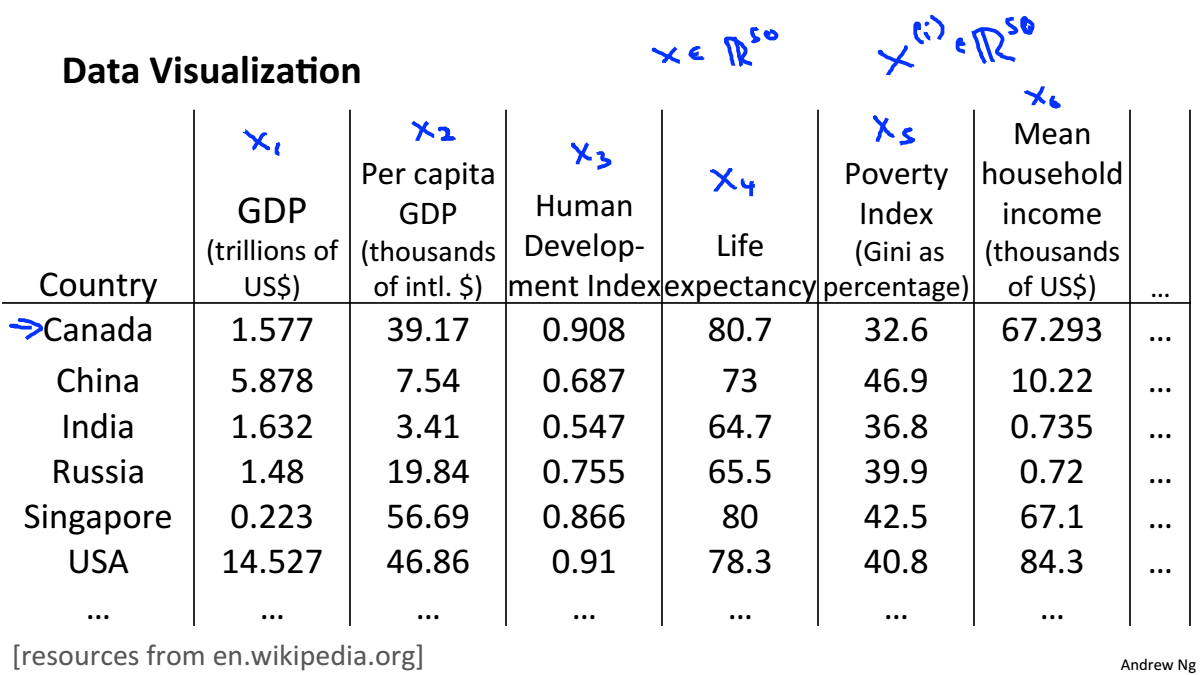 Data Visualization
x ∈ ℝ⁵⁰ x⁽ⁱ⁾ ∈ ℝ⁵⁰
x₁ x₂ x₃ x₄ x₅ x₆
Country | GDP (trillions of US$) | Per capita GDP (thousands of intl. $) | Human Develop-ment Index | Life expectancy | Poverty Index (Gini as percentage) | Mean household income (thousands of US$) | ...
⇒Canada | 1.577 | 39.17 | 0.908 | 80.7 | 32.6 | 67.293 | ...
China | 5.878 | 7.54 | 0.687 | 73 | 46.9 | 10.22 | ...
India | 1.632 | 3.41 | 0.547 | 64.7 | 36.8 | 0.735 | ...
Russia | 1.48 | 19.84 | 0.755 | 65.5 | 39.9 | 0.72 | ...
Singapore | 0.223 | 56.69 | 0.866 | 80 | 42.5 | 67.1 | ...
USA | 14.527 | 46.86 | 0.91 | 78.3 | 40.8 | 84.3 | ...
... | ... | ... | ... | ... | ... | ...
[resources from en.wikipedia.org]
Andrew Ng